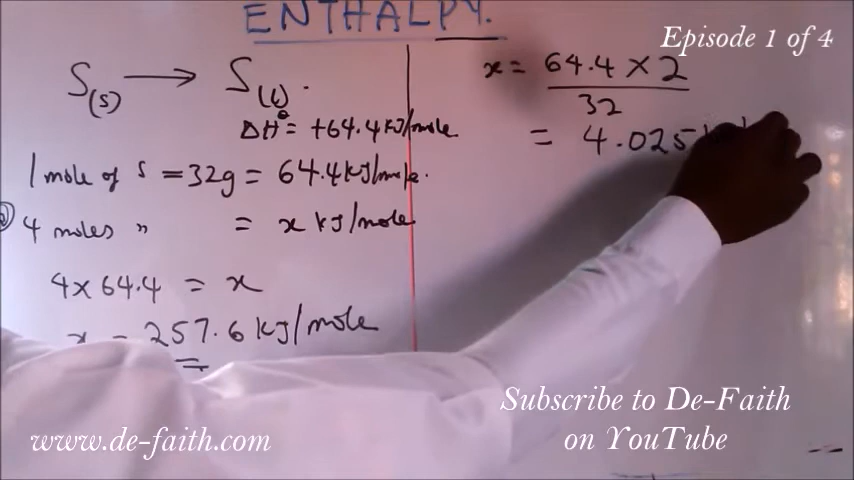 ENTHALPY.
Episode 1 of 4
S(s) → S(l).
ΔH° = +64.4 KJ/mole
1 mole of S = 32g = 64.4 KJ/mole.
4 moles " = x KJ/mole
4 x 64.4 = x
= 257.6 KJ/mole
x = 64.4 x 2
32
= 4.025
Subscribe to De-Faith
on YouTube
www.de-faith.com